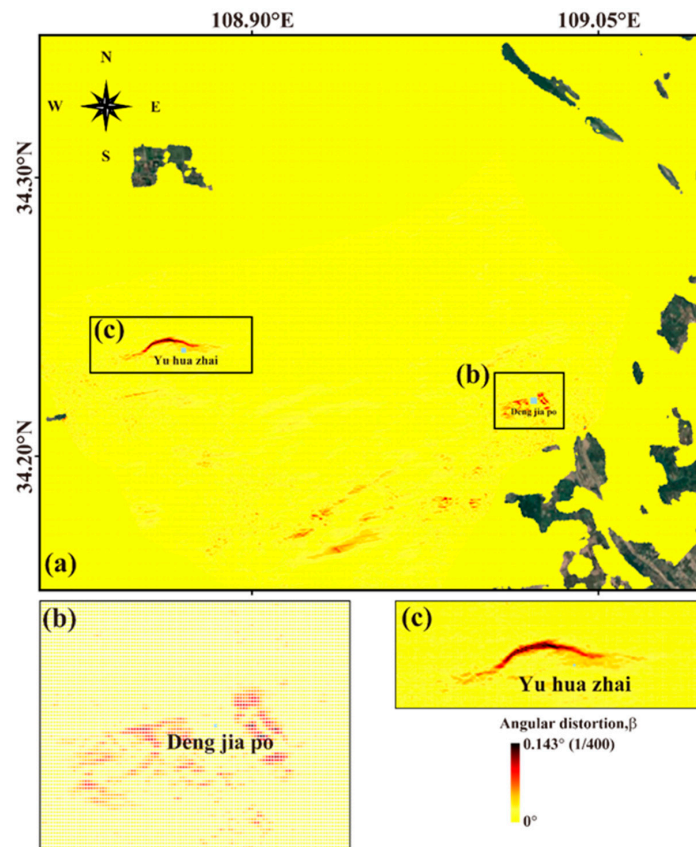 108.90°E 109.05°E
N
W E
S
34.30°N
(c)
Yu hua zhai
(b)
Deng jia po
34.20°N
(a)
(b)
Deng jia po
(c)
Yu hua zhai
Angular distortion,β
0.143° (1/400)
0°